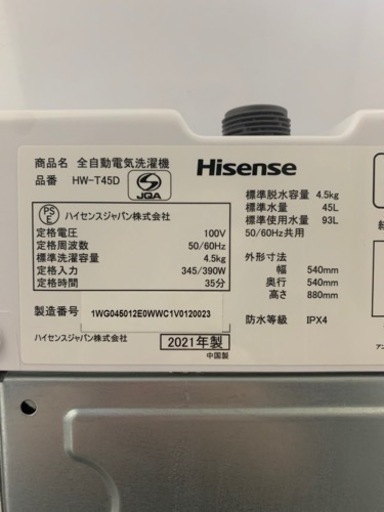 商品名 全自動電気洗濯機
品番 HW-T45D
S
JQA
Hisense
PS
E
ハイセンスジャパン株式会社
定格電圧 100V
定格周波数 50/60Hz
標準洗濯容量 4.5kg
定格入力 345/390W
定格時間 35分
製造番号 1WG045012E0WWC1V0120023
ハイセンスジャパン株式会社
2021年製
中国製
標準脱水容量 4.5kg
標準水量 45L
標準使用水量 93L
50/60Hz共用
外形寸法
幅 540mm
奥行 540mm
高さ 880mm
防水等級 IPX4